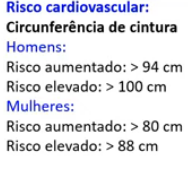 Risco cardiovascular:
Circunferência de cintura
Homens:
Risco aumentado: > 94 cm
Risco elevado: > 100 cm
Mulheres:
Risco aumentado: > 80 cm
Risco elevado: > 88 cm